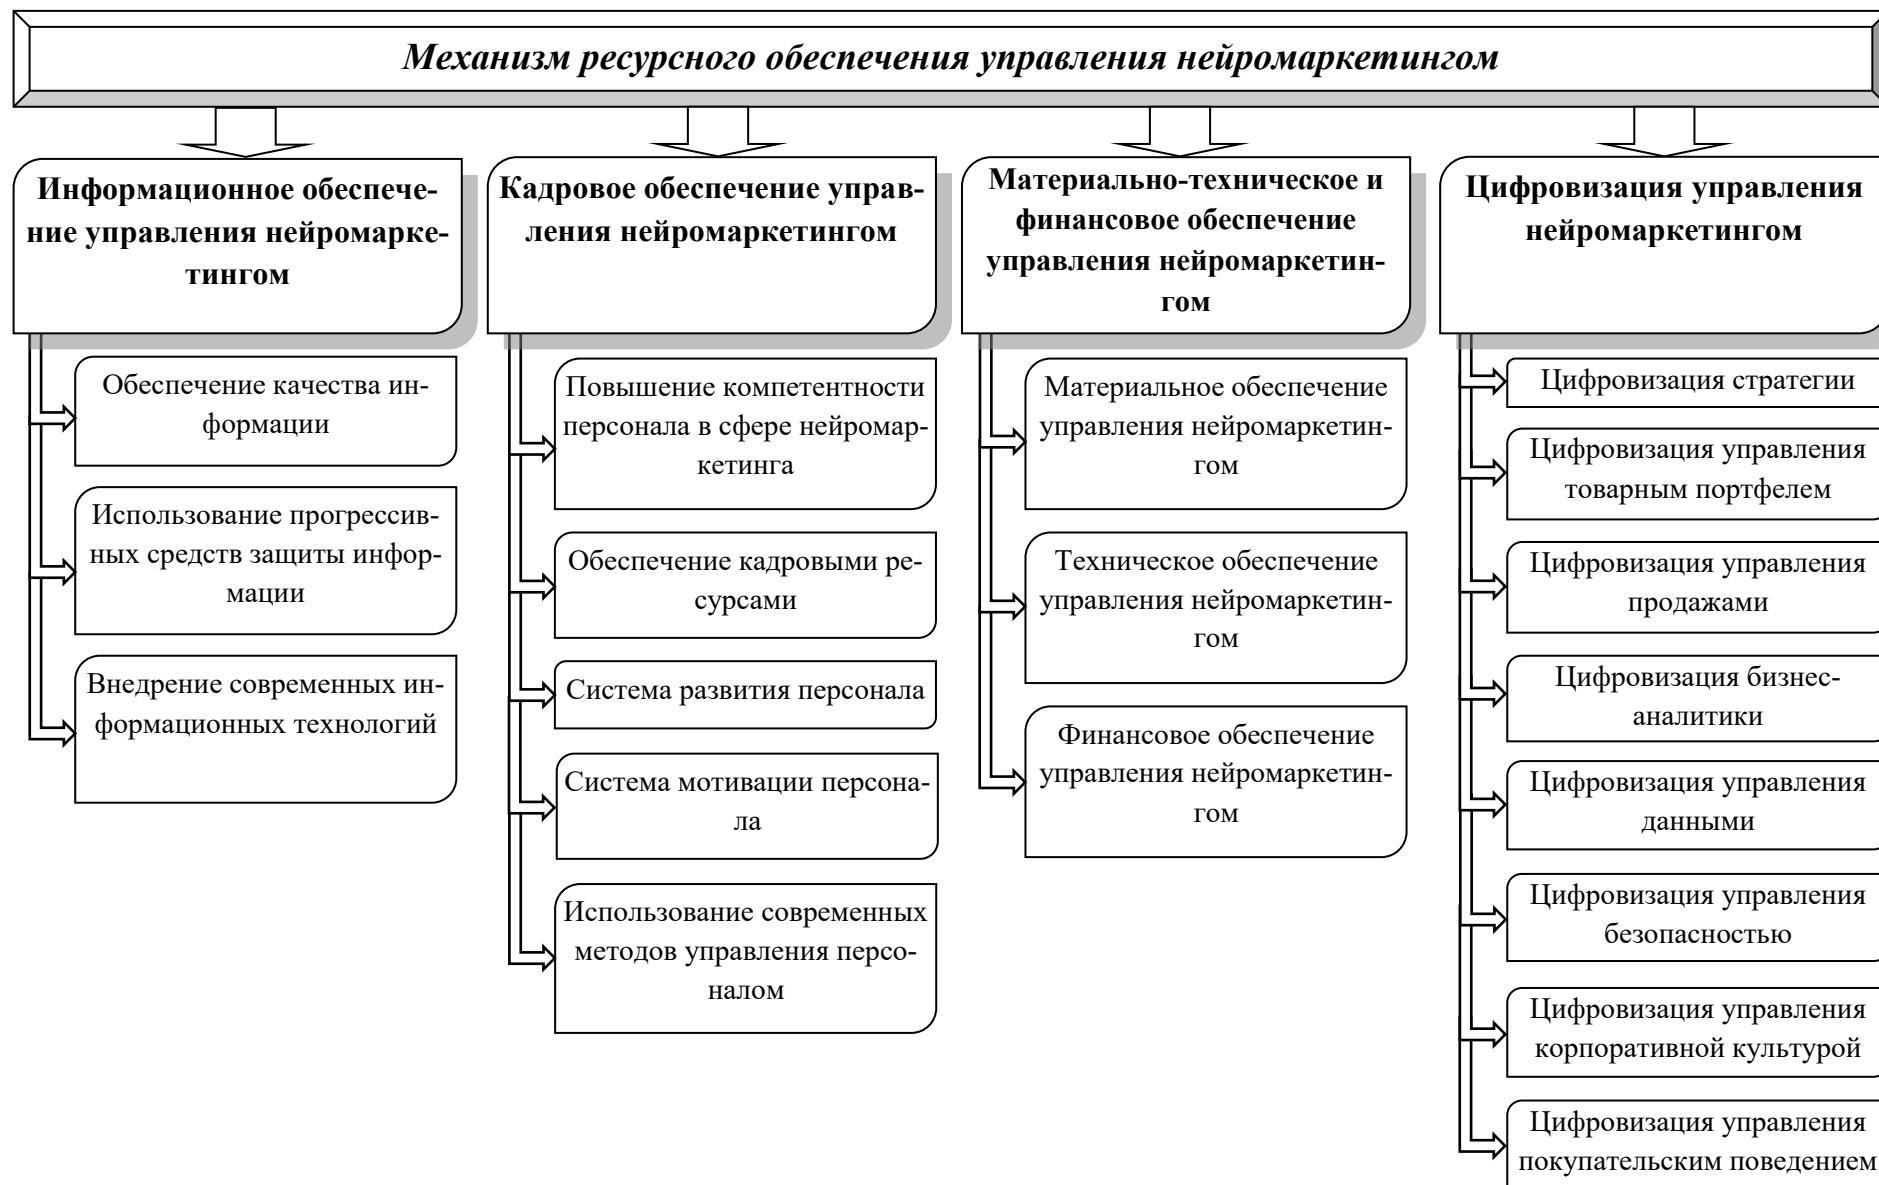 Механизм ресурсного обеспечения управления нейромаркетингом
Информационное обеспече-
ние управления нейромарке-
тингом
Обеспечение качества ин-
формации
Использование прогрессив-
ных средств защиты инфор-
мации
Внедрение современных ин-
формационных технологий
Кадровое обеспечение управ-
ления нейромаркетингом
Повышение компетентности
персонала в сфере нейромар-
кетинга
Обеспечение кадровыми ре-
сурсами
Система развития персонала
Система мотивации персона-
ла
Использование современных
методов управления персо-
налом
Материально-техническое и
финансовое обеспечение
управления нейромаркетин-
гом
Материальное обеспечение
управления нейромаркетин-
гом
Техническое обеспечение
управления нейромаркетин-
гом
Финансовое обеспечение
управления нейромаркетин-
гом
Цифровизация управления
нейромаркетингом
Цифровизация стратегии
Цифровизация управления
товарным портфелем
Цифровизация управления
продажами
Цифровизация бизнес-
аналитики
Цифровизация управления
данными
Цифровизация управления
безопасностью
Цифровизация управления
корпоративной культурой
Цифровизация управления
покупательским поведением